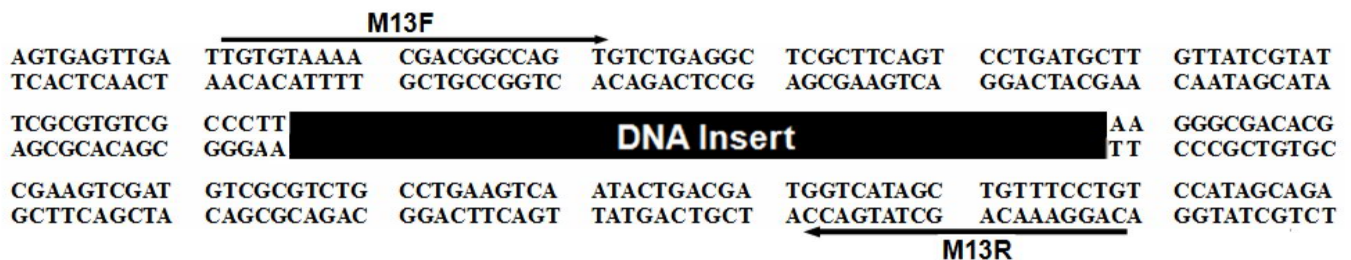 M13F
AGTGAGTTGA TTGTGTAAAA CGACGGCCAG TGTCTGAGGC TCGCTTCAGT CCTGATGCTT GTTATCGTAT
TCACTCAACT AACACATTTT GCTGCCGGTC ACAGACTCCG AGCGAAGTCA GGACTACGAA CAATAGCATA
TCGCGTGTCG CCCTT DNA Insert AA GGGCGACACG
AGCGCACAGC GGGAA TT CCCGCTGTGC
CGAAGTCGAT GTCGCGTCTG CCTGAAGTCA ATACTGACGA TGGTCATAGC TGTTTCCTGT CCATAGCAGA
GCTTCAGCTA CAGCGCAGAC GGACTTCAGT TATGACTGCT ACCAGTATCG ACAAAGGACA GGTATCGTCT
M13R